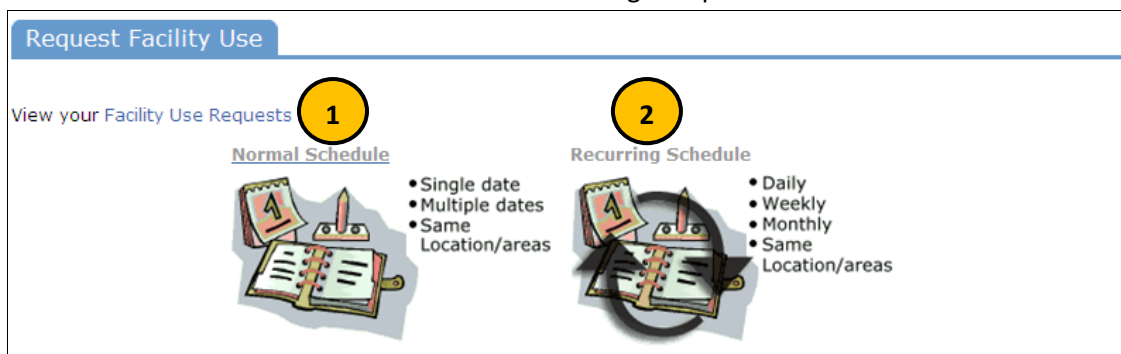 Request Facility Use
View your Facility Use Requests
1
2
Normal Schedule
• Single date
• Multiple dates
• Same
Location/areas
Recurring Schedule
• Daily
• Weekly
• Monthly
• Same
Location/areas